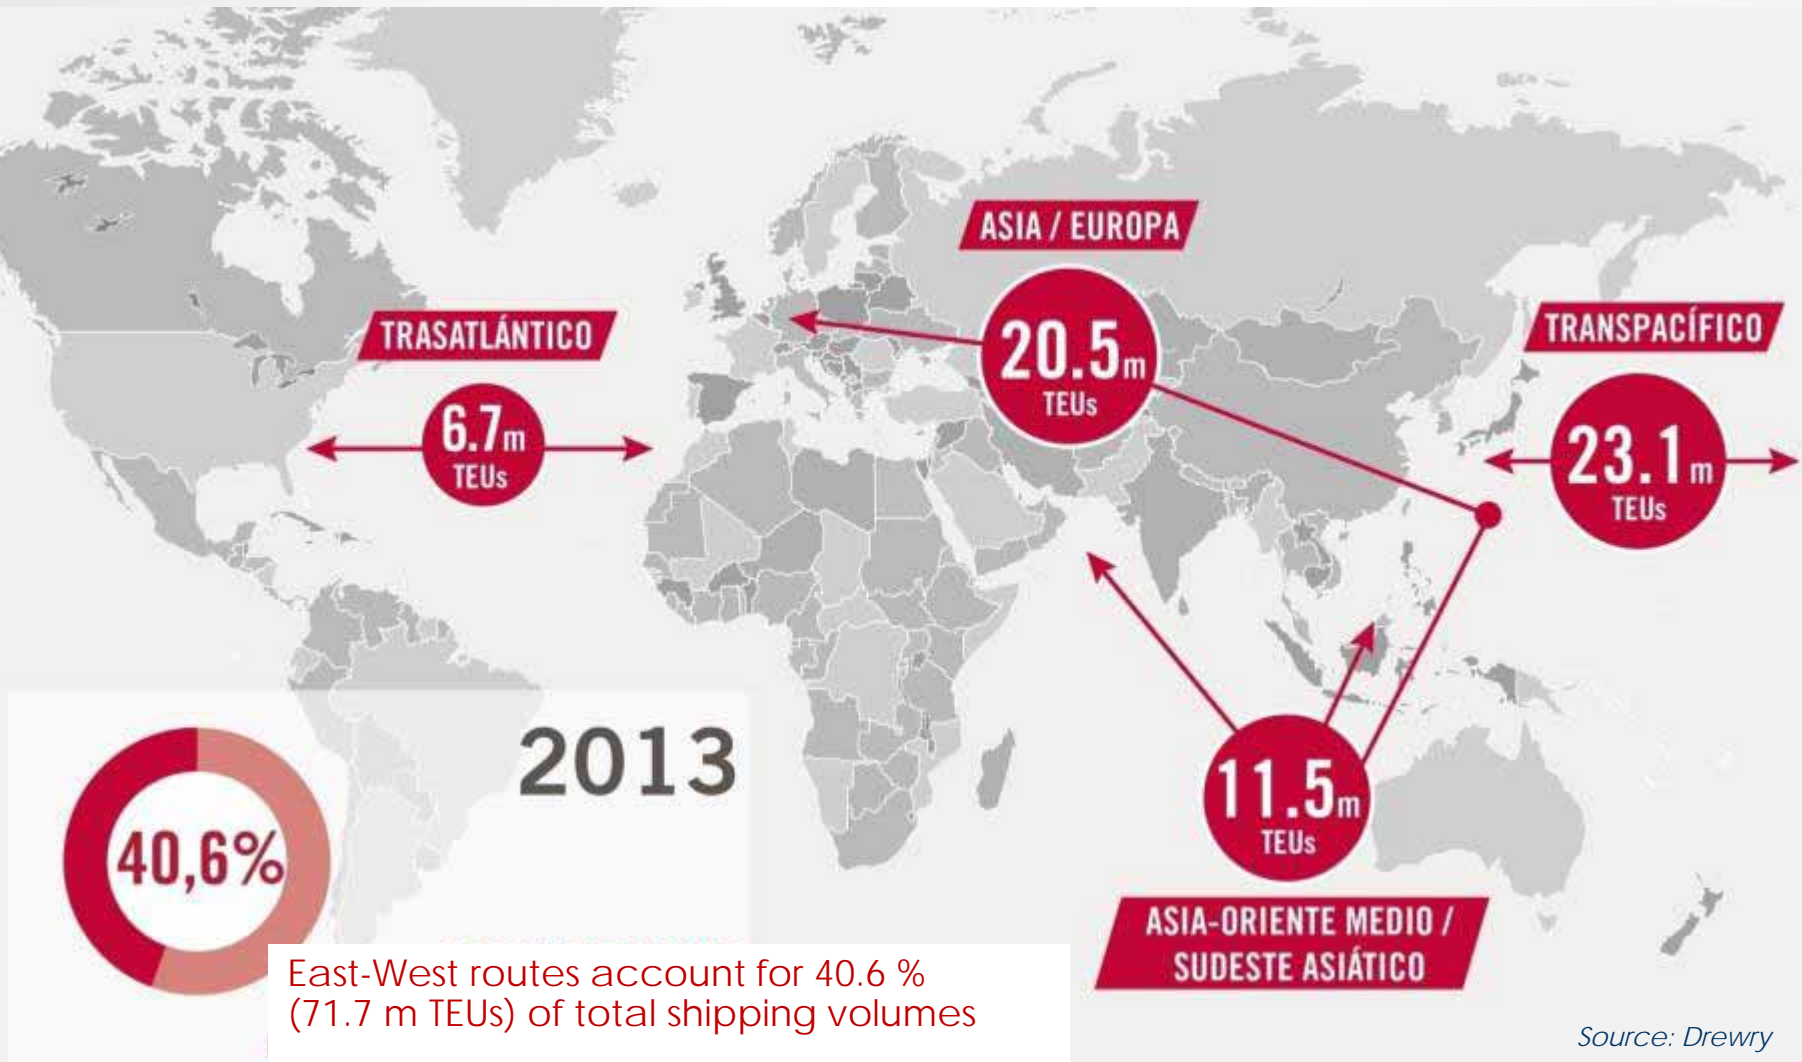 ASIA / EUROPA
20.5m
TEUs
TRASATLÁNTICO
6.7m
TEUs
TRANSPACÍFICO
23.1m
TEUs
11.5m
TEUs
ASIA-ORIENTE MEDIO /
SUDESTE ASIÁTICO
2013
40,6%
East-West routes account for 40.6 %
(71.7 m TEUs) of total shipping volumes
Source: Drewry